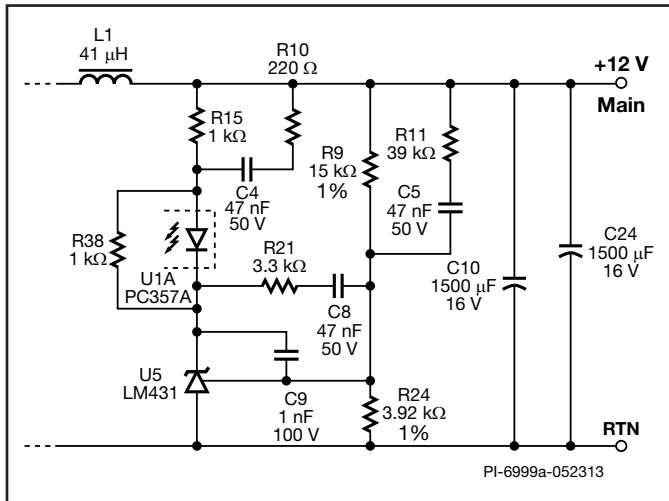 L1
41 μH
R10
220 Ω
+12 V
Main
R15
1 kΩ
R9
15 kΩ
1%
R11
39 kΩ
C4
47 nF
50 V
C5
47 nF
50 V
R38
1 kΩ
U1A
PC357A
R21
3.3 kΩ
C8
47 nF
50 V
C10
1500 μF
16 V
C24
1500 μF
16 V
U5
LM431
C9
1 nF
100 V
R24
3.92 kΩ
1%
RTN
PI-6999a-052313